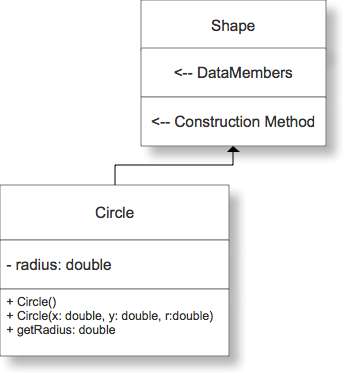 Shape
<-- DataMembers
<-- Construction Method
Circle
- radius: double
+ Circle()
+ Circle(x: double, y: double, r:double)
+ getRadius: double